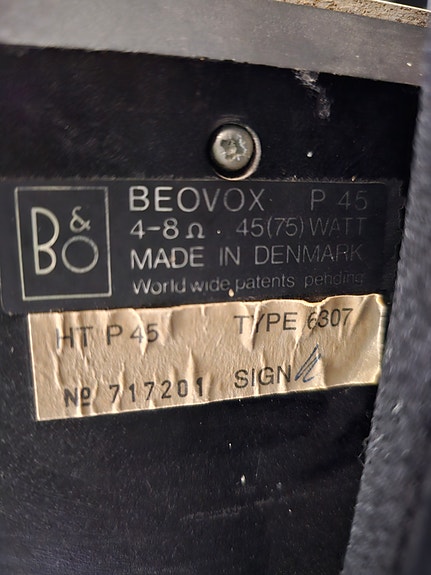 B&O
BEOVOX P 45
4-8 Ω . 45(75) WATT
MADE IN DENMARK
World wide patents pending
HT P 45 TYPE 6307
Nº 717201 SIGN